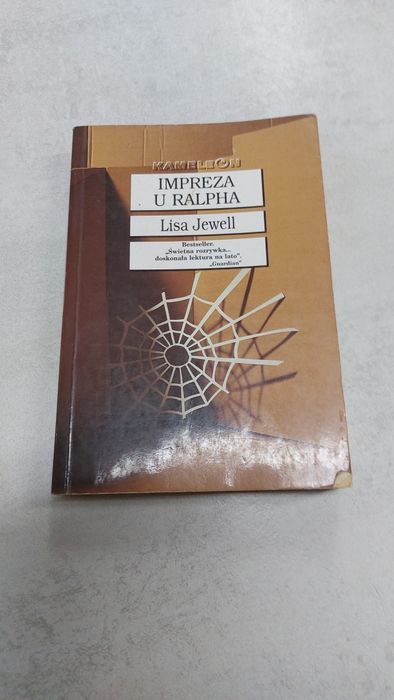 KAMELEON
IMPREZA
U RALPHA
Lisa Jewell
Bestseller.
„Świetna rozrywka...
doskonała lektura na lato".
„Guardian"